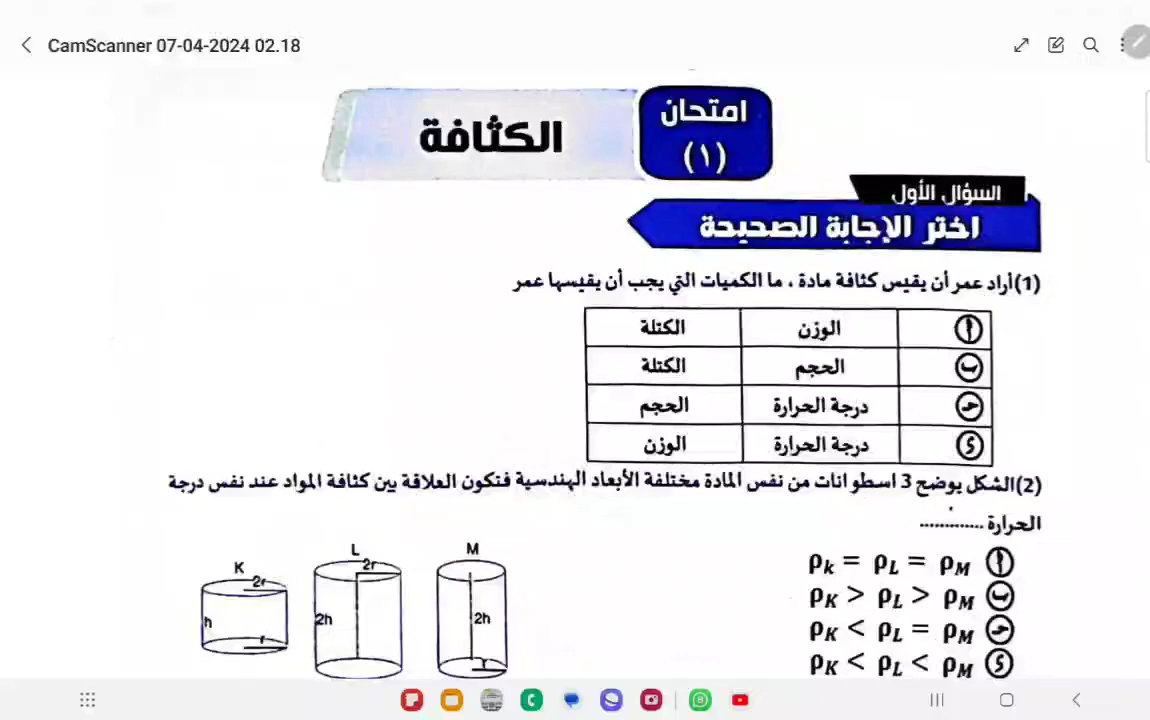 CamScanner 07-04-2024 02.18
امتحان
(١)
الكثافة
السؤال الأول
اختر الإجابة الصحيحة
(1) أراد عمر أن يقيس كثافة مادة ، ما الكميات التي يجب أن يقيسها عمر
أ الوزن الكتلة
ب الحجم الكتلة
ج درجة الحرارة الحجم
د درجة الحرارة الوزن
(2) الشكل يوضح 3 اسطوانات من نفس المادة مختلفة الأبعاد الهندسية فتكون العلاقة بين كثافة المواد عند نفس درجة
الحرارة .............
أ ρk = ρL = ρM
ب ρK > ρL > ρM
ج ρK < ρL = ρM
د ρK < ρL < ρM
K L M
2r 2r
h 2h 2h
r r